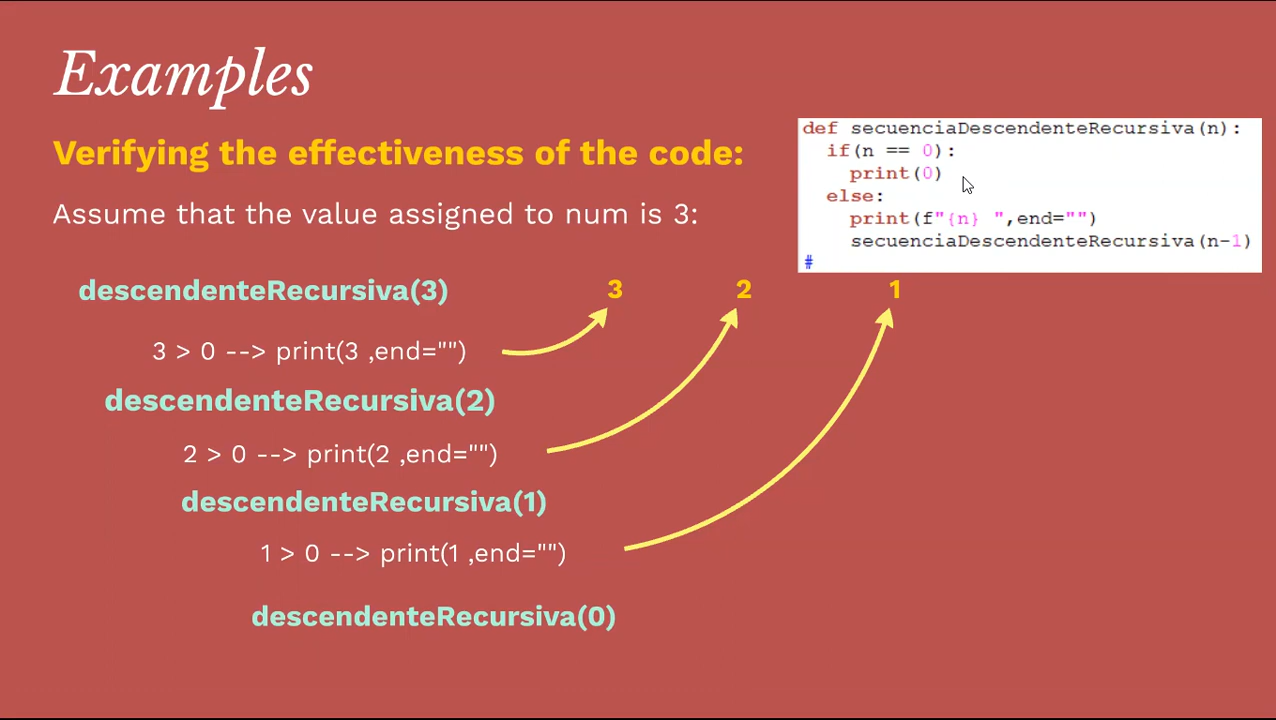 Examples
Verifying the effectiveness of the code:
Assume that the value assigned to num is 3:
def secuenciaDescendenteRecursiva(n):
if(n == 0):
print(0)
else:
print(f"{n} ",end="")
secuenciaDescendenteRecursiva(n-1)
#
descendenteRecursiva(3)
3
2
1
3 > 0 --> print(3 ,end="")
descendenteRecursiva(2)
2 > 0 --> print(2 ,end="")
descendenteRecursiva(1)
1 > 0 --> print(1 ,end="")
descendenteRecursiva(0)